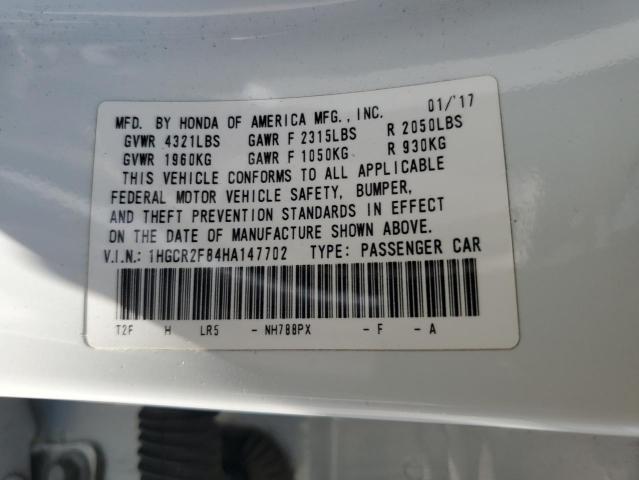 MFD. BY HONDA OF AMERICA MFG., INC. 01/'17
GVWR 4321LBS GAWR F 2315LBS R 2050LBS
GVWR 1960KG GAWR F 1050KG R 930KG
THIS VEHICLE CONFORMS TO ALL APPLICABLE
FEDERAL MOTOR VEHICLE SAFETY, BUMPER,
AND THEFT PREVENTION STANDARDS IN EFFECT
ON THE DATE OF MANUFACTURE SHOWN ABOVE.
V.I.N.: 1HGCR2F84HA147702 TYPE: PASSENGER CAR
T2F H LR5 - NH788PX - F - A